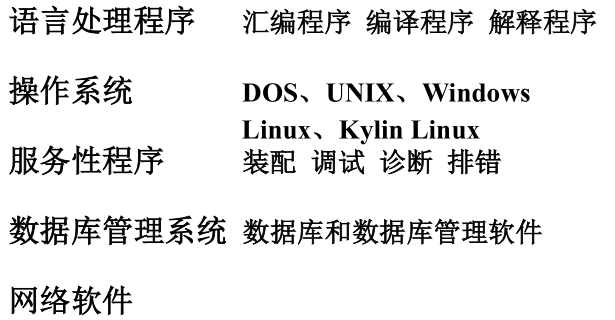 语言处理程序 汇编程序 编译程序 解释程序
操作系统 DOS、UNIX、Windows
Linux、Kylin Linux
服务性程序 装配 调试 诊断 排错
数据库管理系统 数据库和数据库管理软件
网络软件